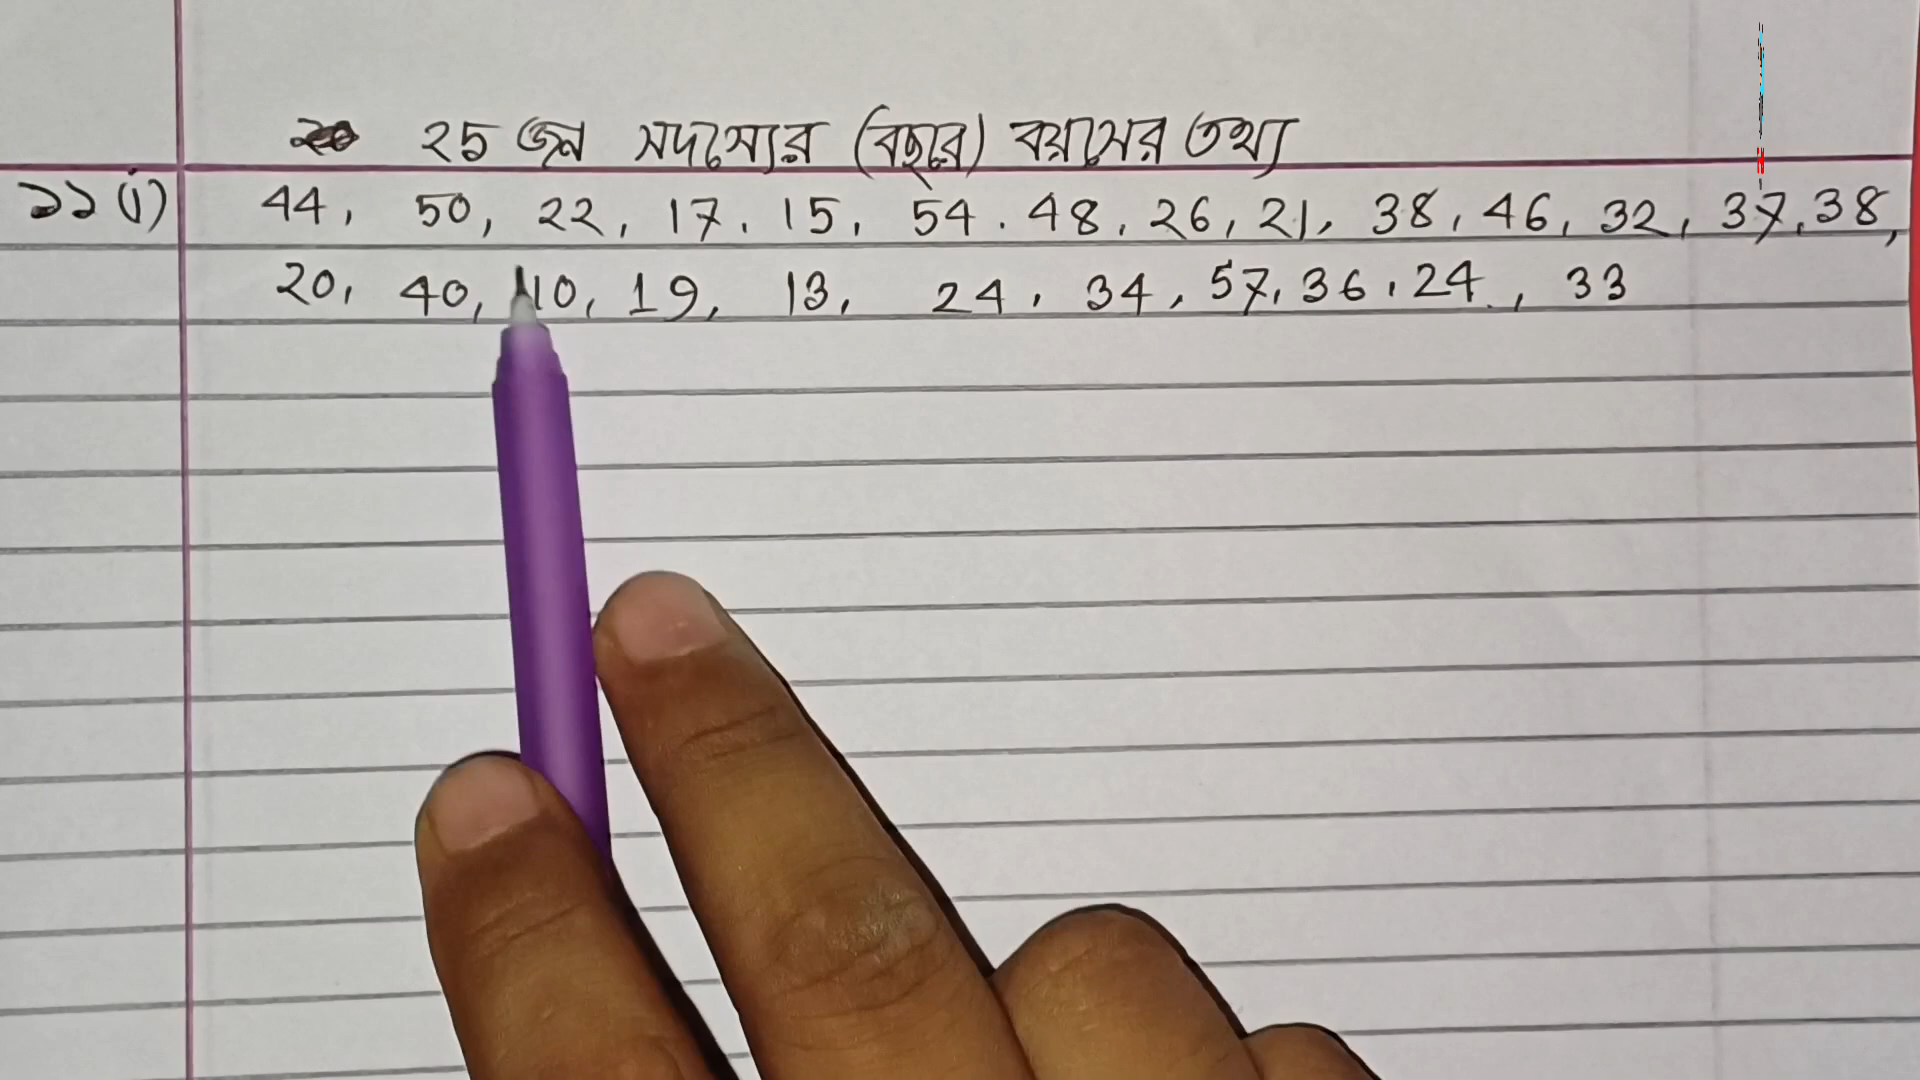 25 জন সদস্যের (বছরে) বয়সের তথ্য
১১ (i) 44, 50, 22, 17, 15, 54, 48, 26, 21, 38, 46, 32, 37, 38,
20, 40, 10, 19, 13, 24, 34, 57, 36, 24, 33